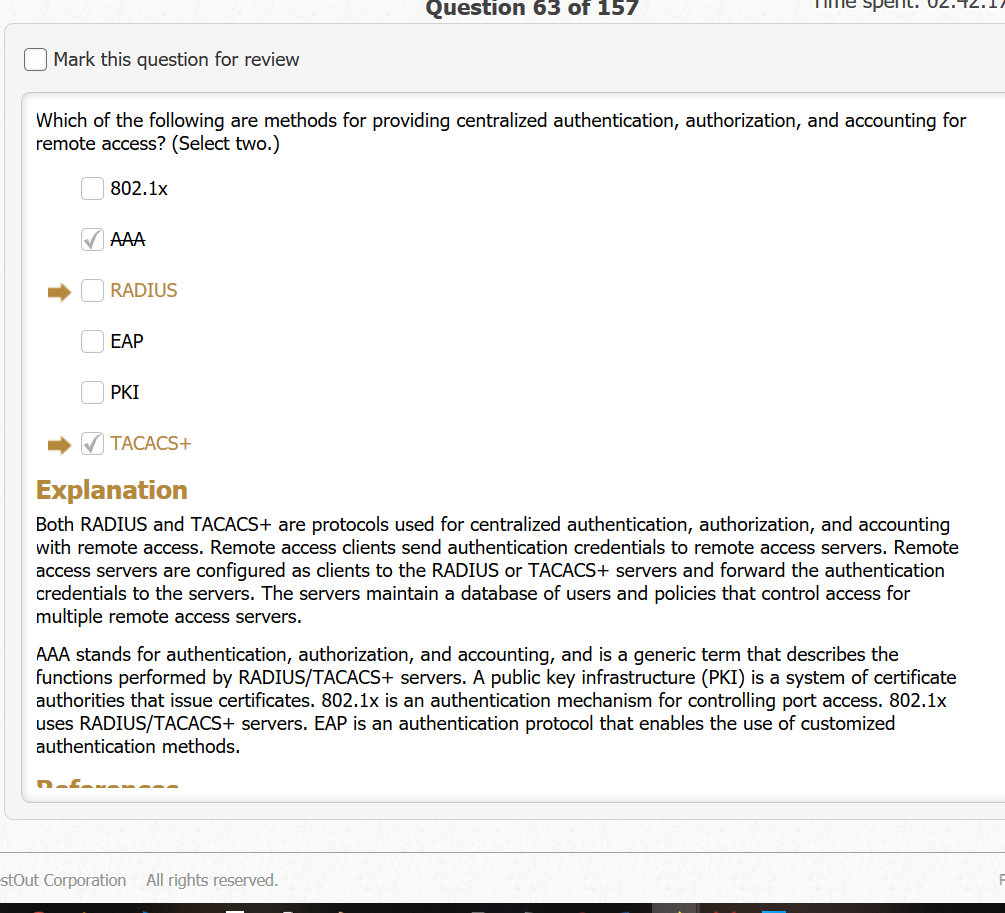 Question 63 of 157
Time spent: 02:42:17
Mark this question for review
Which of the following are methods for providing centralized authentication, authorization, and accounting for
remote access? (Select two.)
802.1x
AAA
RADIUS
EAP
PKI
TACACS+
Explanation
Both RADIUS and TACACS+ are protocols used for centralized authentication, authorization, and accounting
with remote access. Remote access clients send authentication credentials to remote access servers. Remote
access servers are configured as clients to the RADIUS or TACACS+ servers and forward the authentication
credentials to the servers. The servers maintain a database of users and policies that control access for
multiple remote access servers.
AAA stands for authentication, authorization, and accounting, and is a generic term that describes the
functions performed by RADIUS/TACACS+ servers. A public key infrastructure (PKI) is a system of certificate
authorities that issue certificates. 802.1x is an authentication mechanism for controlling port access. 802.1x
uses RADIUS/TACACS+ servers. EAP is an authentication protocol that enables the use of customized
authentication methods.
References
stOut Corporation All rights reserved.